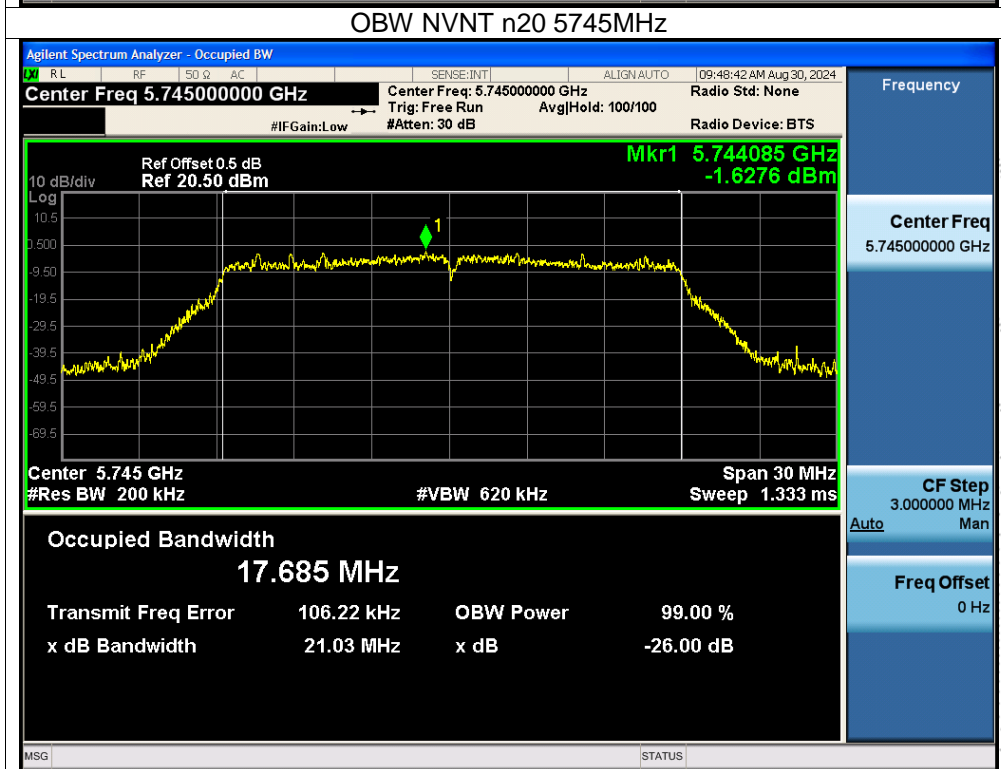 OBW NVNT n20 5745MHz
Agilent Spectrum Analyzer - Occupied BW
LXI RL RF 50 Ω AC SENSE:INT ALIGN AUTO 09:48:42 AM Aug 30, 2024
Center Freq 5.745000000 GHz Center Freq: 5.745000000 GHz Radio Std: None
Trig: Free Run Avg|Hold: 100/100
#IFGain:Low #Atten: 30 dB Radio Device: BTS
Mkr1 5.744085 GHz
-1.6276 dBm
Ref Offset 0.5 dB
10 dB/div Ref 20.50 dBm
Log
10.5
0.500
-9.50
-19.5
-29.5
-39.5
-49.5
-59.5
-69.5
1
Center 5.745 GHz Span 30 MHz
#Res BW 200 kHz #VBW 620 kHz Sweep 1.333 ms
Occupied Bandwidth
17.685 MHz
Transmit Freq Error 106.22 kHz OBW Power 99.00 %
x dB Bandwidth 21.03 MHz x dB -26.00 dB
MSG STATUS
Frequency
Center Freq
5.745000000 GHz
CF Step
3.000000 MHz
Auto Man
Freq Offset
0 Hz